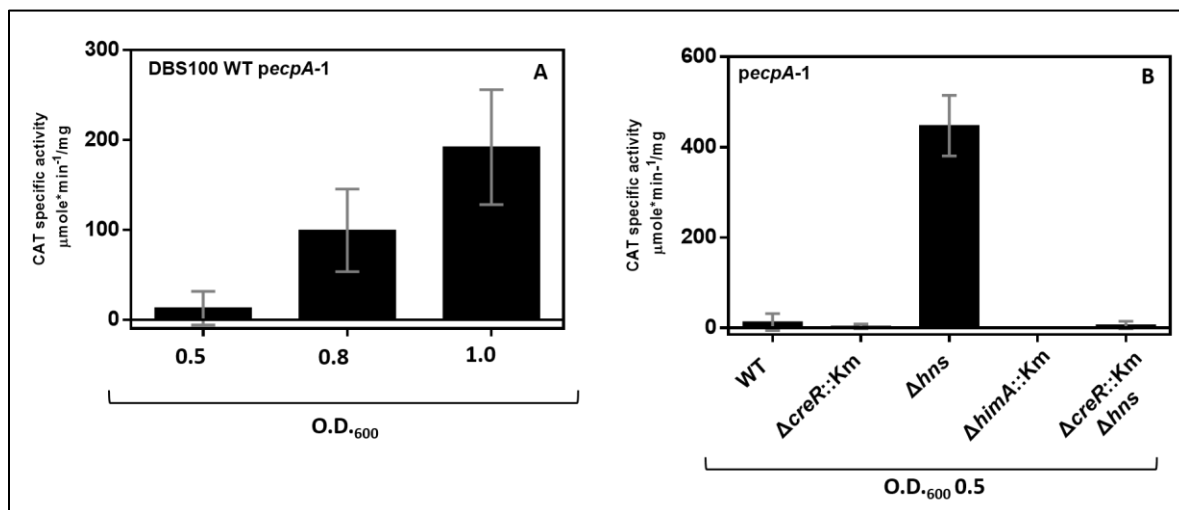 DBS100 WT pecpA-1
A
CAT specific activity
μmole*min⁻¹/mg
300
200
100
0
0.5 0.8 1.0
O.D.₆₀₀
pecpA-1
B
CAT specific activity
μmole*min-¹/mg
600
400
200
0
WT
ΔcreR::Km
Δhns
ΔhimA::Km
ΔcreR::Km
Δhns
O.D.₆₀₀ 0.5